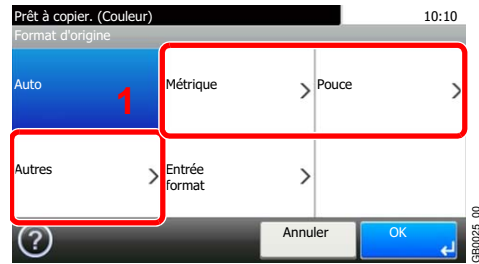 Prêt à copier. (Couleur)
10:10
Format d'origine
Auto
1
Métrique
Pouce
Autres
Entrée
format
?
Annuler
OK
GB0025_00